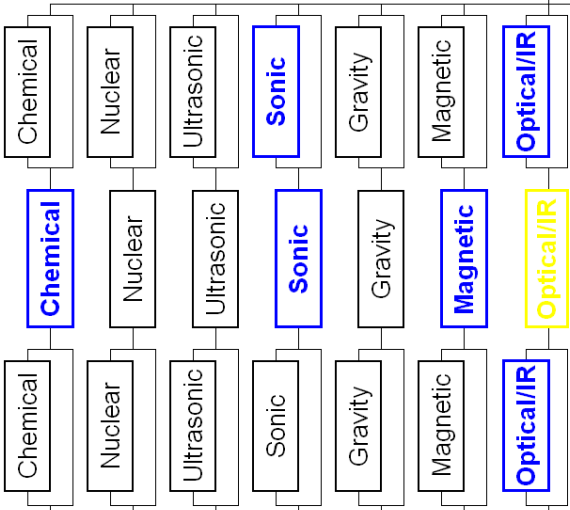 Chemical
Nuclear
Ultrasonic
Sonic
Gravity
Magnetic
Optical/IR
Chemical
Nuclear
Ultrasonic
Sonic
Gravity
Magnetic
Optical/IR
Chemical
Nuclear
Ultrasonic
Sonic
Gravity
Magnetic
Optical/IR